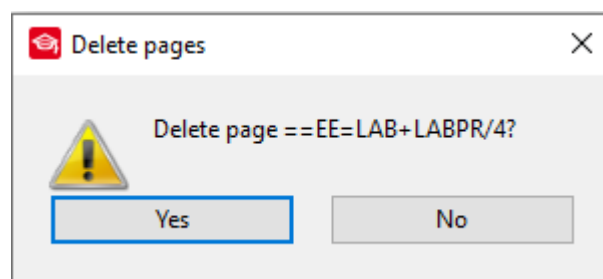 Delete pages
Delete page ==EE=LAB+LABPR/4?
Yes
No